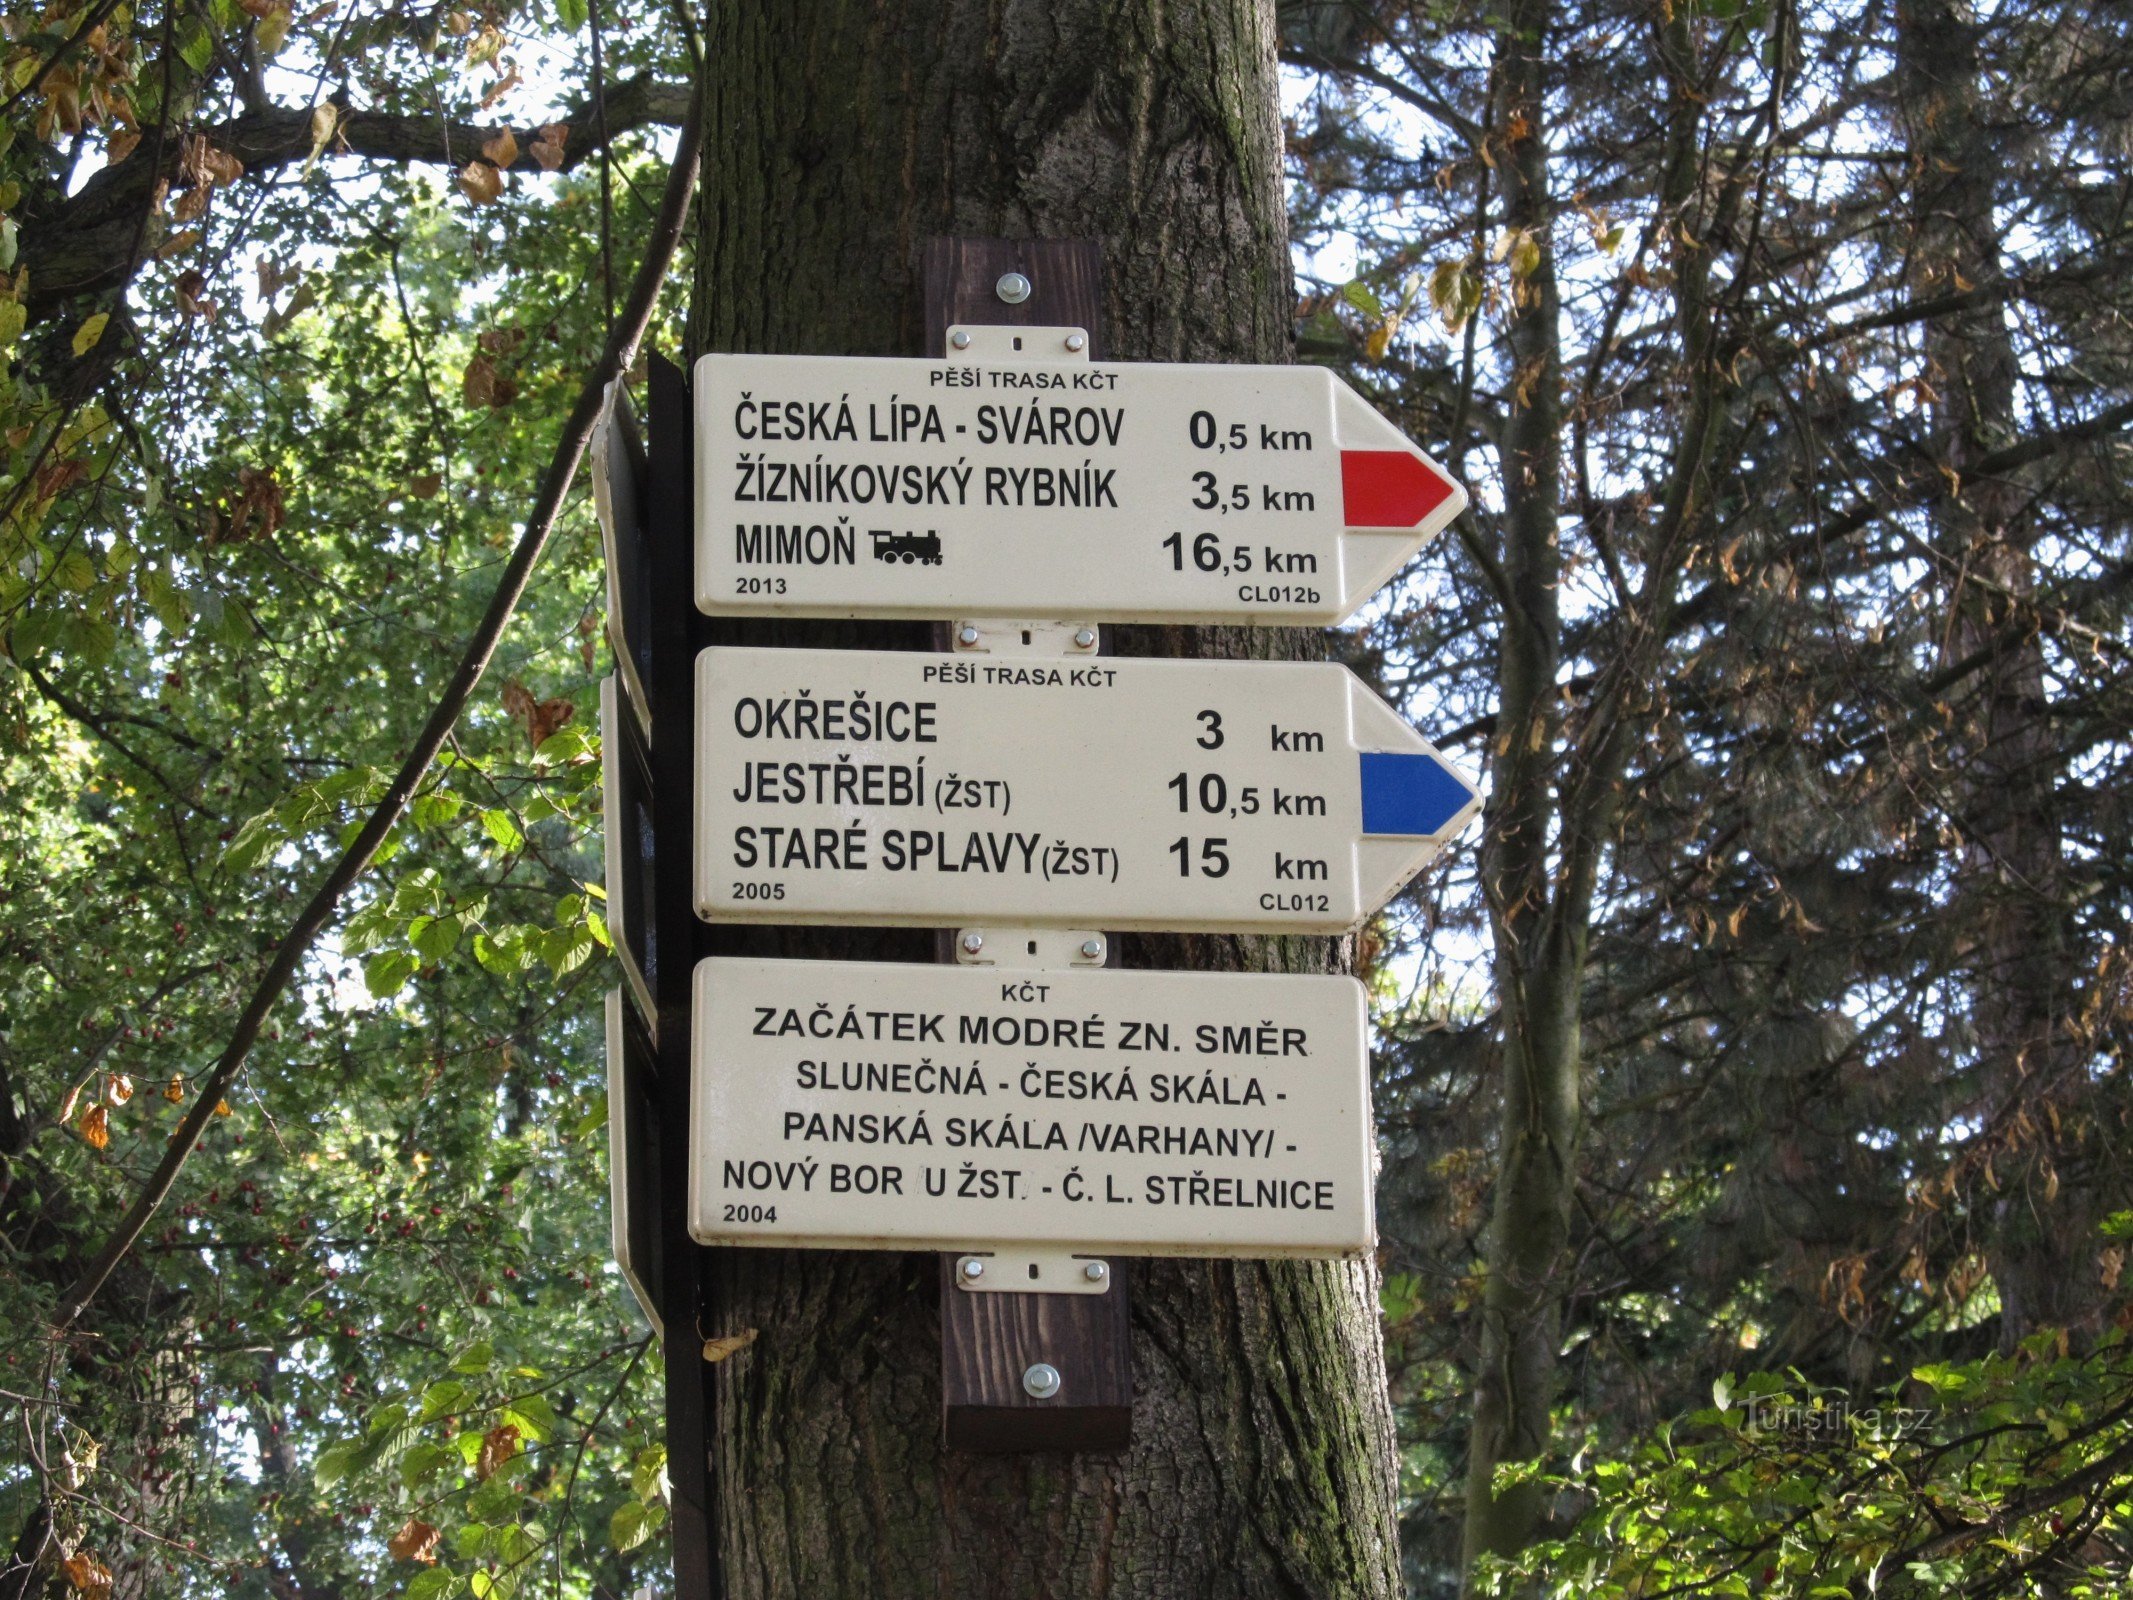 PĚŠÍ TRASA KČT
ČESKÁ LÍPA - SVÁROV 0,5 km
ŽÍZNÍKOVSKÝ RYBNÍK 3,5 km
MIMOŇ 16,5 km
2013 CL012b
PĚŠÍ TRASA KČT
OKŘEŠICE 3 km
JESTŘEBÍ (ŽST) 10,5 km
STARÉ SPLAVY (ŽST) 15 km
2005 CL012
KČT
ZAČÁTEK MODRÉ ZN. SMĚR
SLUNEČNÁ - ČESKÁ SKÁLA -
PANSKÁ SKÁLA /VARHANY/ -
NOVÝ BOR U ŽST. - Č. L. STŘELNICE
2004
Turistika.cz